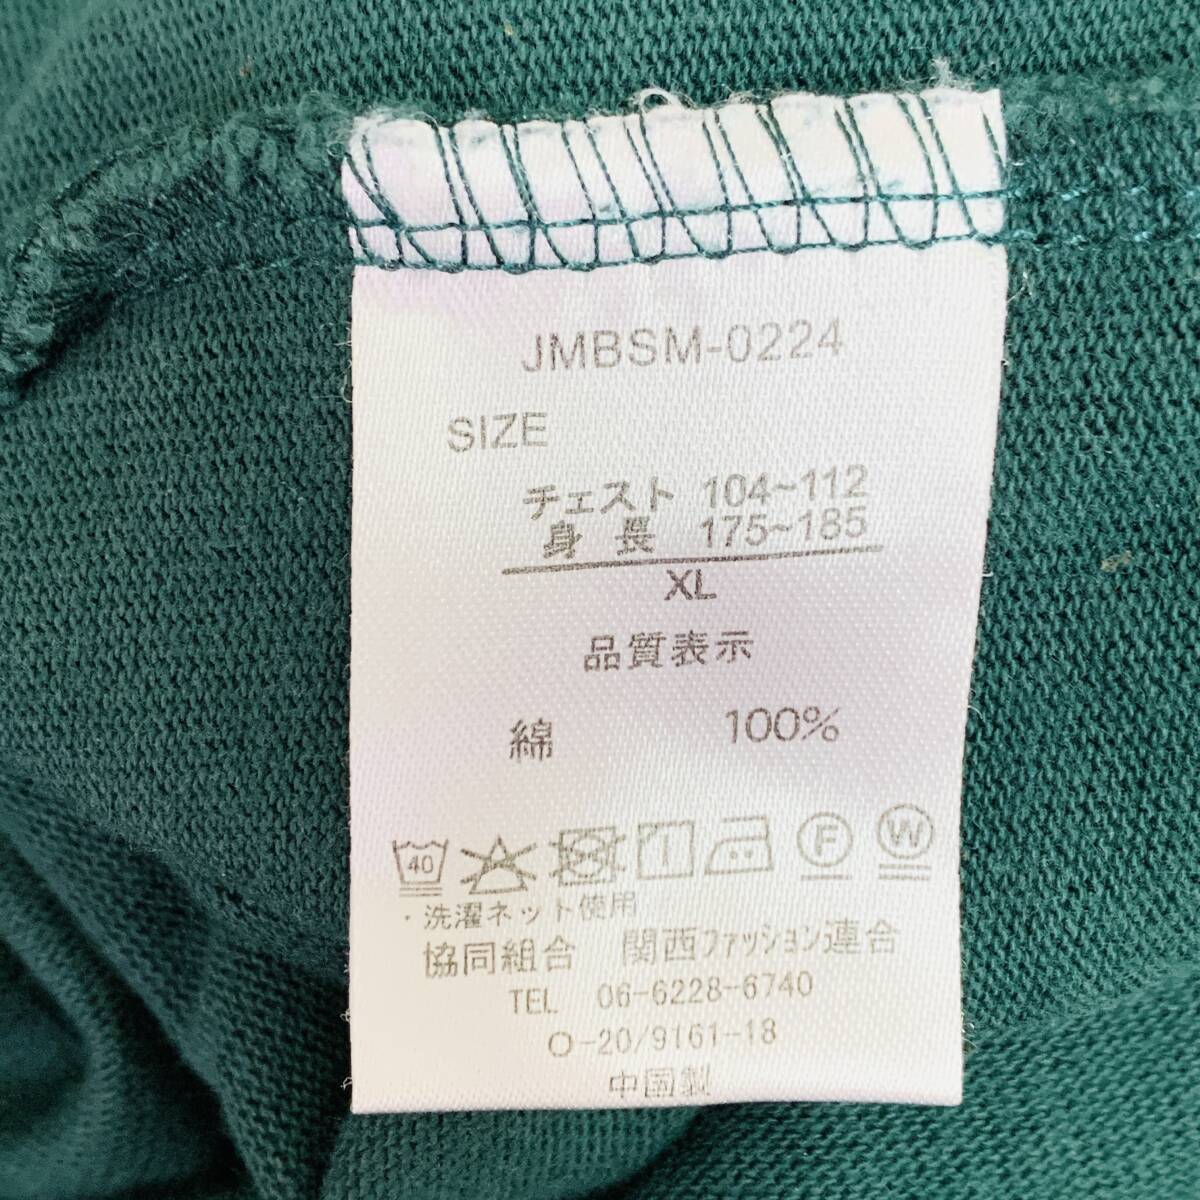 JMBSM-0224
SIZE
チェスト 104~112
身長 175~185
XL
品質表示
綿 100%
40 F W
・洗濯ネット使用
協同組合 関西ファッション連合
TEL 06-6228-6740
O-20/9161-18
中国製